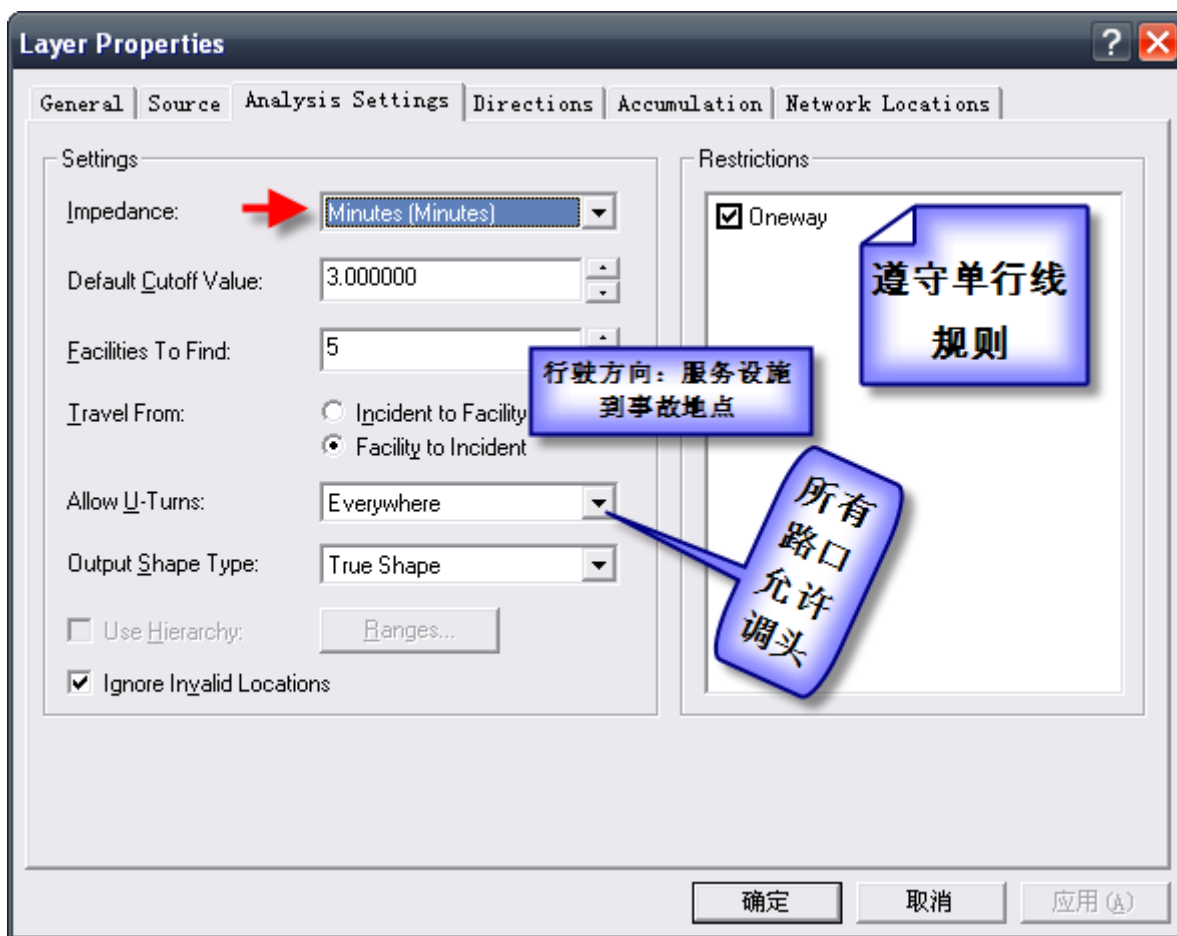 Layer Properties
General Source Analysis Settings Directions Accumulation Network Locations
Settings
Impedance: Minutes (Minutes)
Default Cutoff Value: 3.000000
Facilities To Find: 5
Travel From: Incident to Facility
Facility to Incident
Allow U-Turns: Everywhere
Output Shape Type: True Shape
Use Hierarchy: Ranges...
Ignore Invalid Locations
Restrictions
Oneway
遵守单行线
规则
行驶方向：服务设施
到事故地点
所有
路口
允许
调头
确定 取消 应用(A)